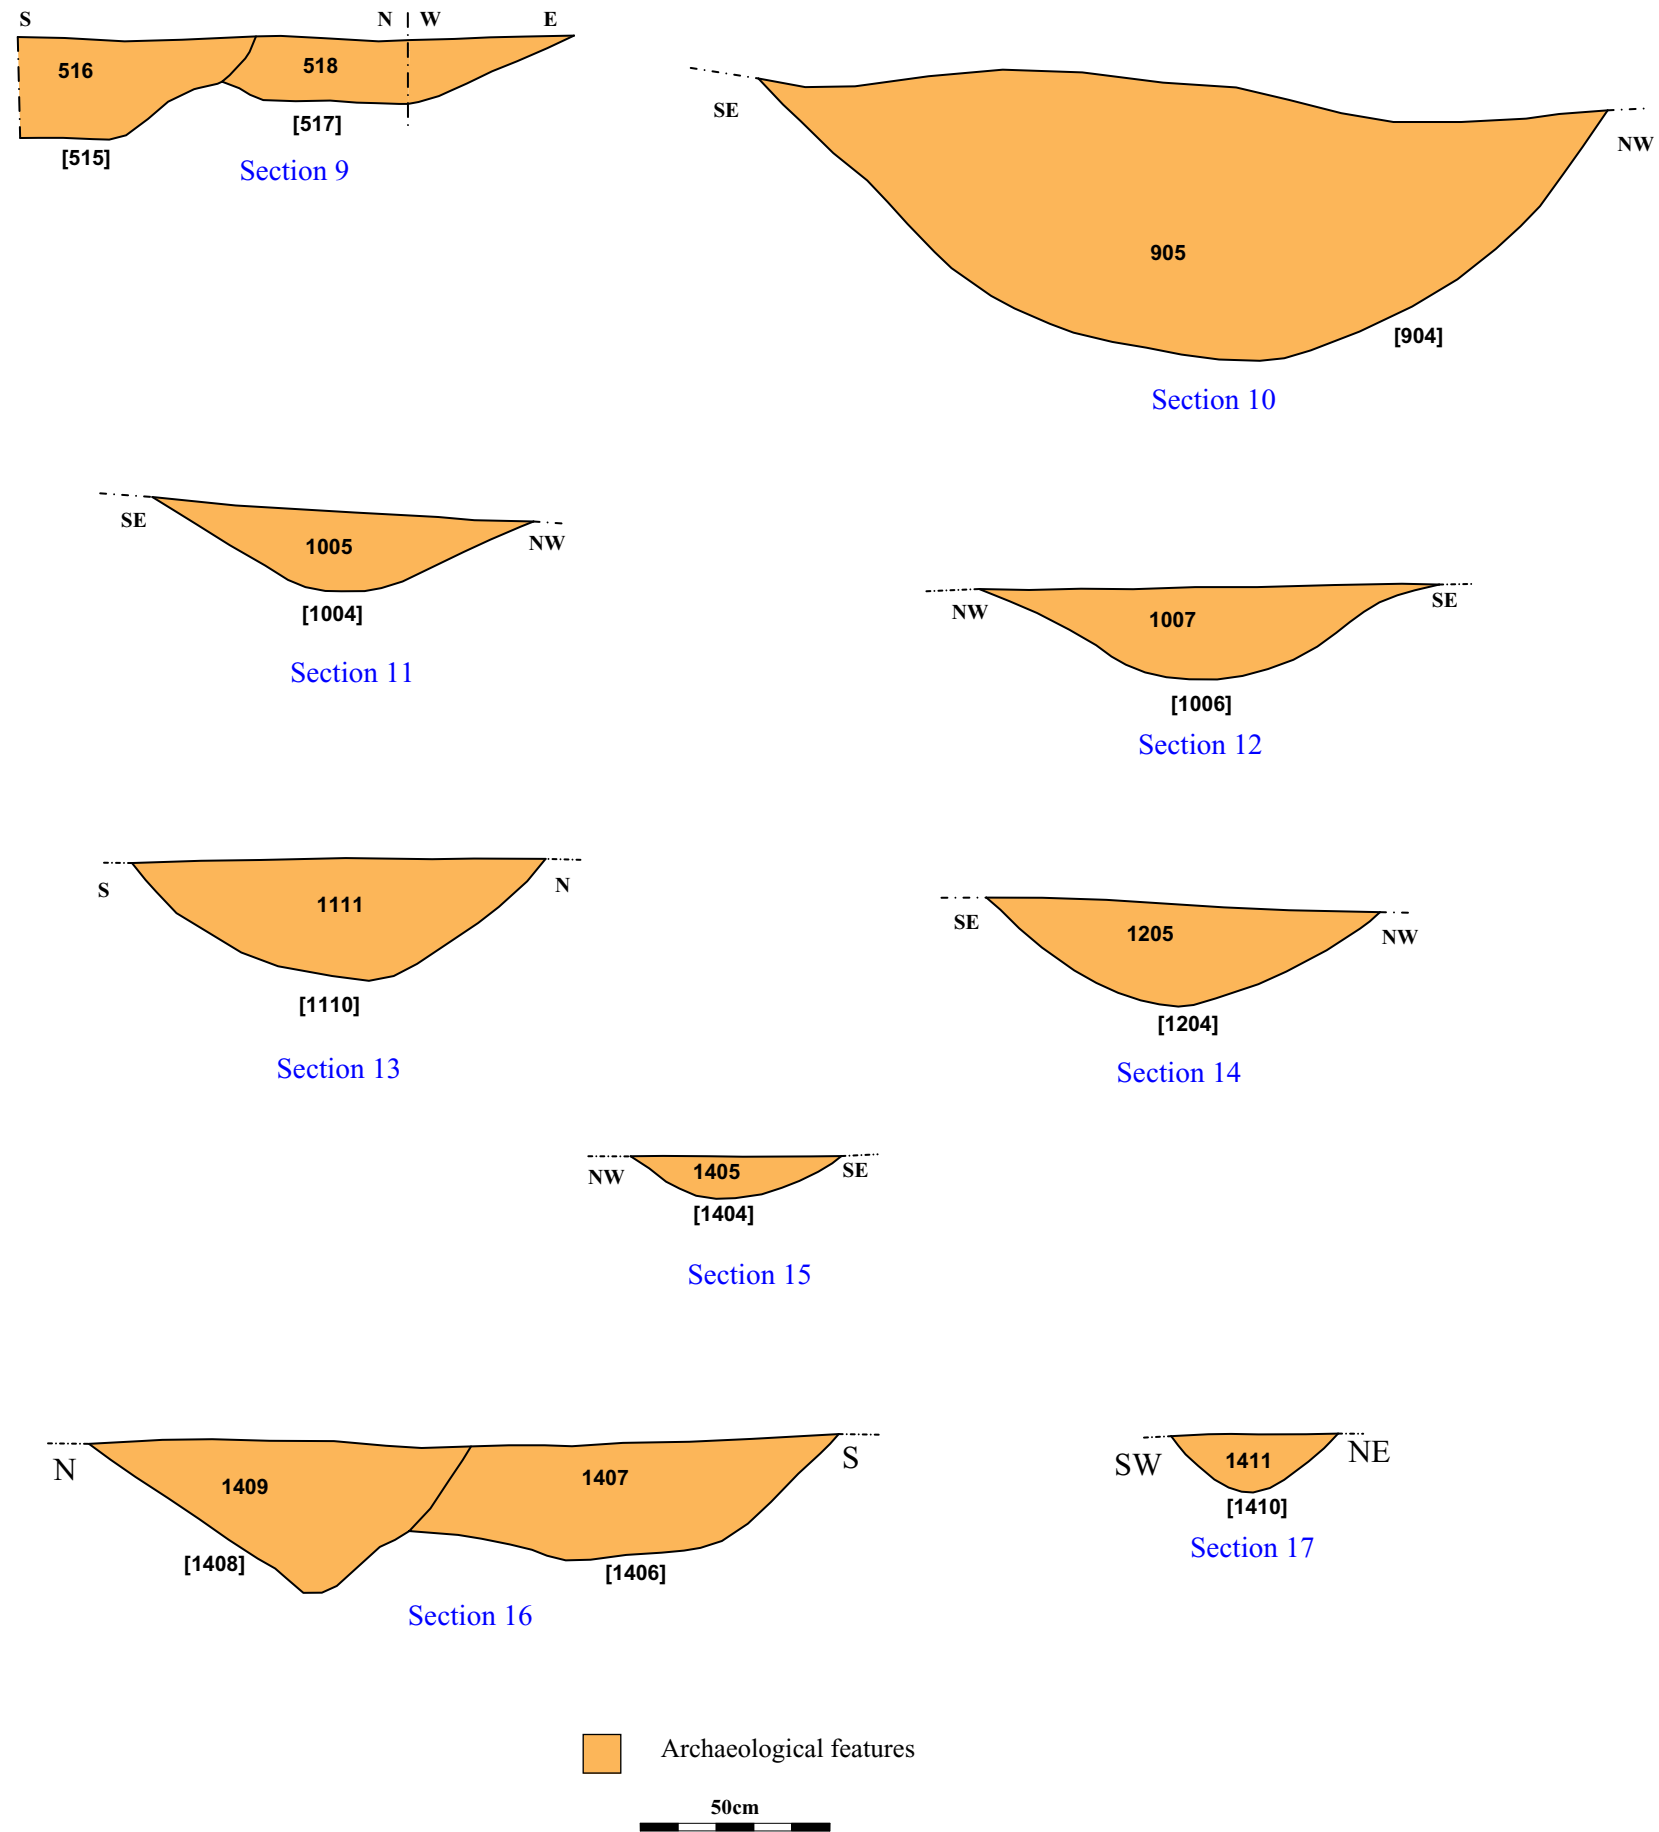 S N W E
516 518
[517]
[515]
Section 9
SE
NW
905
[904]
Section 10
SE
1005
NW
[1004]
Section 11
NW
1007
SE
[1006]
Section 12
S
1111
N
[1110]
Section 13
SE
1205
NW
[1204]
Section 14
NW
1405
SE
[1404]
Section 15
N
1409
1407
S
[1408]
[1406]
Section 16
SW
1411
NE
[1410]
Section 17
Archaeological features
50cm